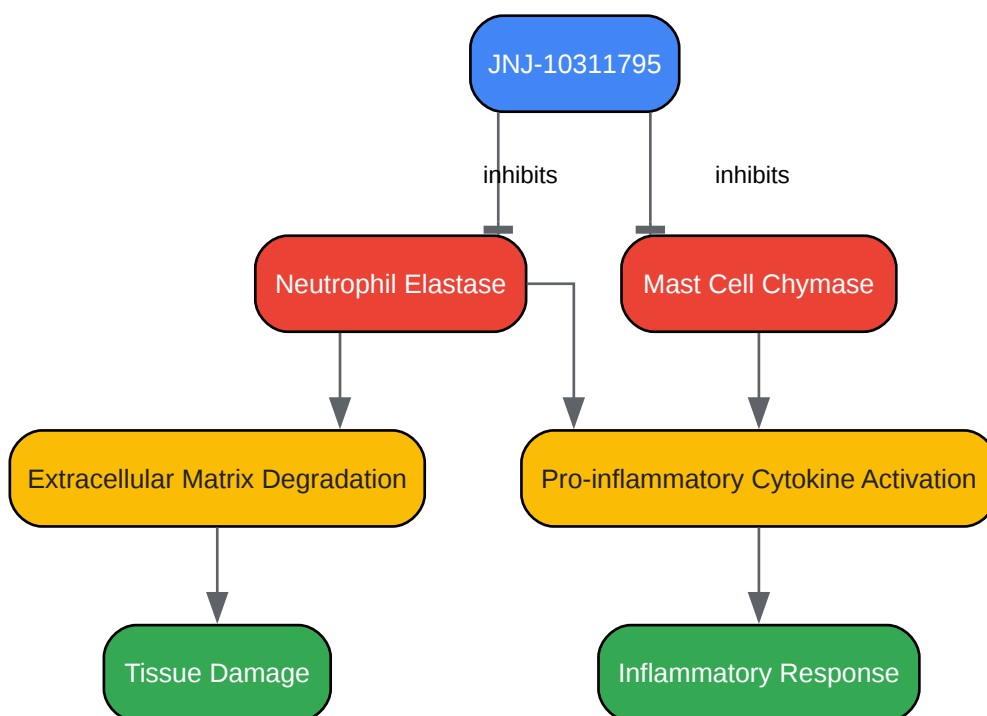 JNJ-10311795
inhibits
inhibits
Neutrophil Elastase
Mast Cell Chymase
Extracellular Matrix Degradation
Pro-inflammatory Cytokine Activation
Tissue Damage
Inflammatory Response